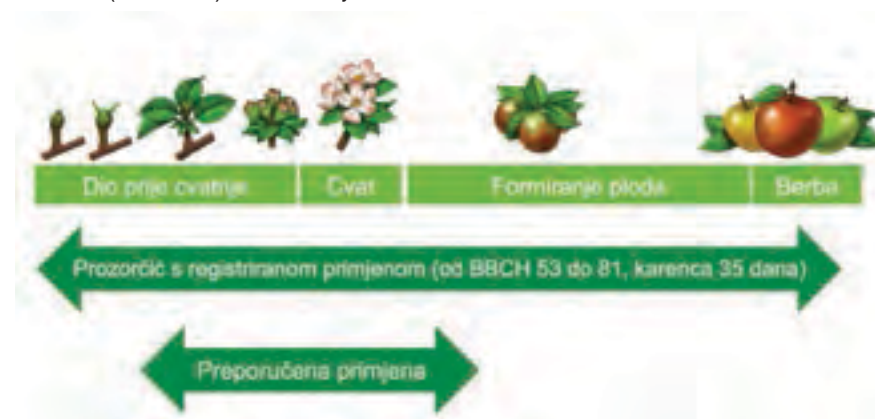 Dio prije cvatnje Cvat Formiranje ploda Berba
Prozorčić s registriranom primjenom (od BBCH 53 do 81, karenca 35 dana)
Preporučena primjena